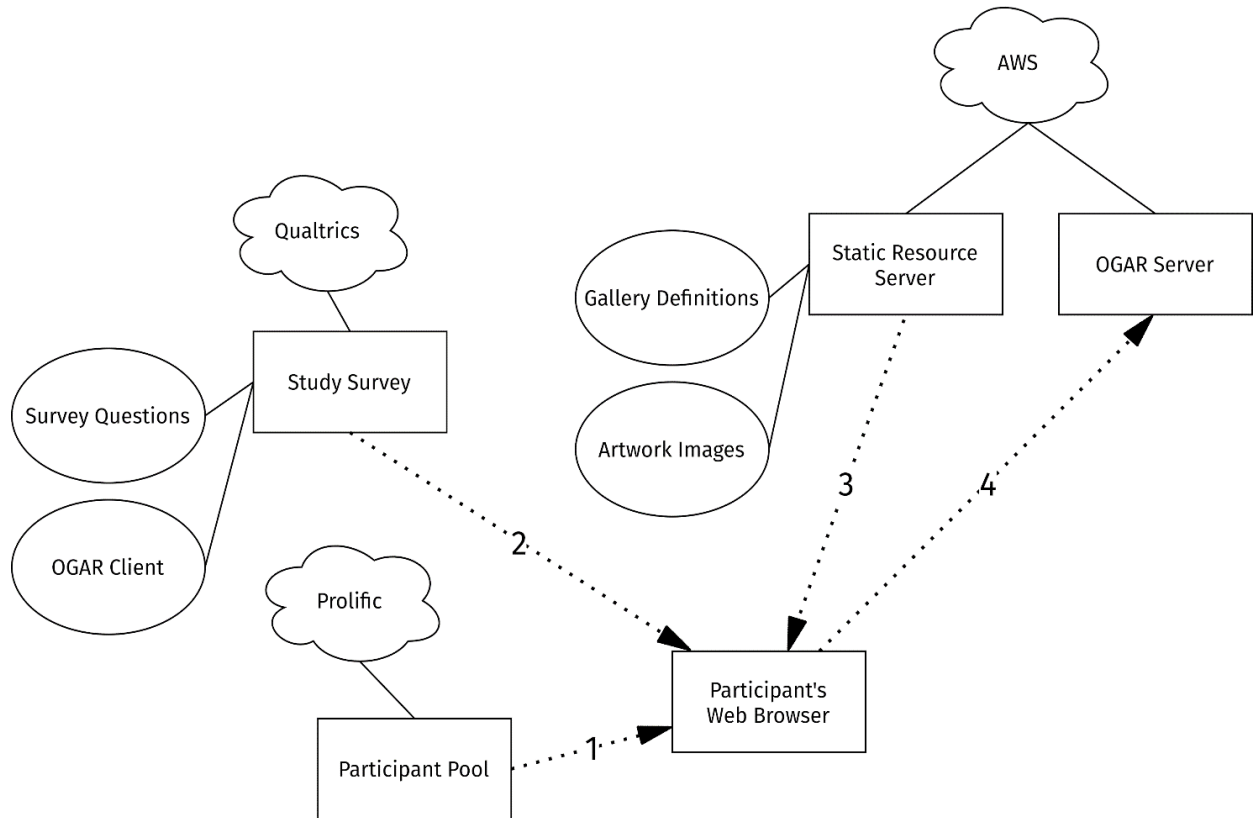 AWS
Qualtrics
Static Resource
Server
OGAR Server
Gallery Definitions
Study Survey
Survey Questions
Artwork Images
3
4
2
OGAR Client
Prolific
Participant's
Web Browser
1
Participant Pool